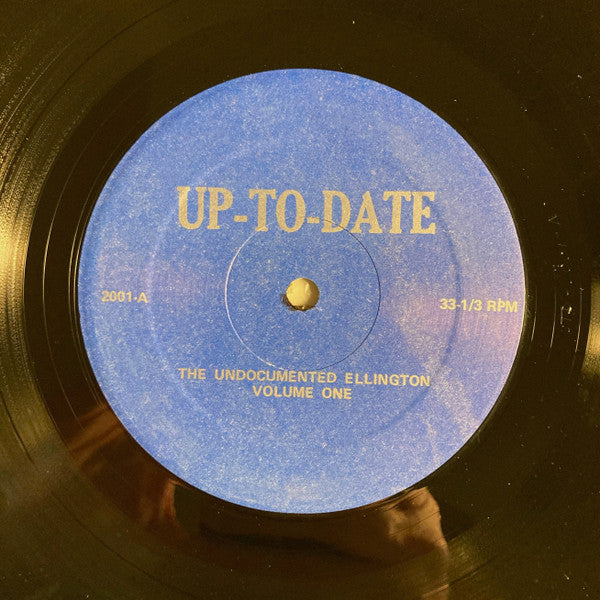 UP-TO-DATE
2001-A
33-1/3 RPM
THE UNDOCUMENTED ELLINGTON
VOLUME ONE